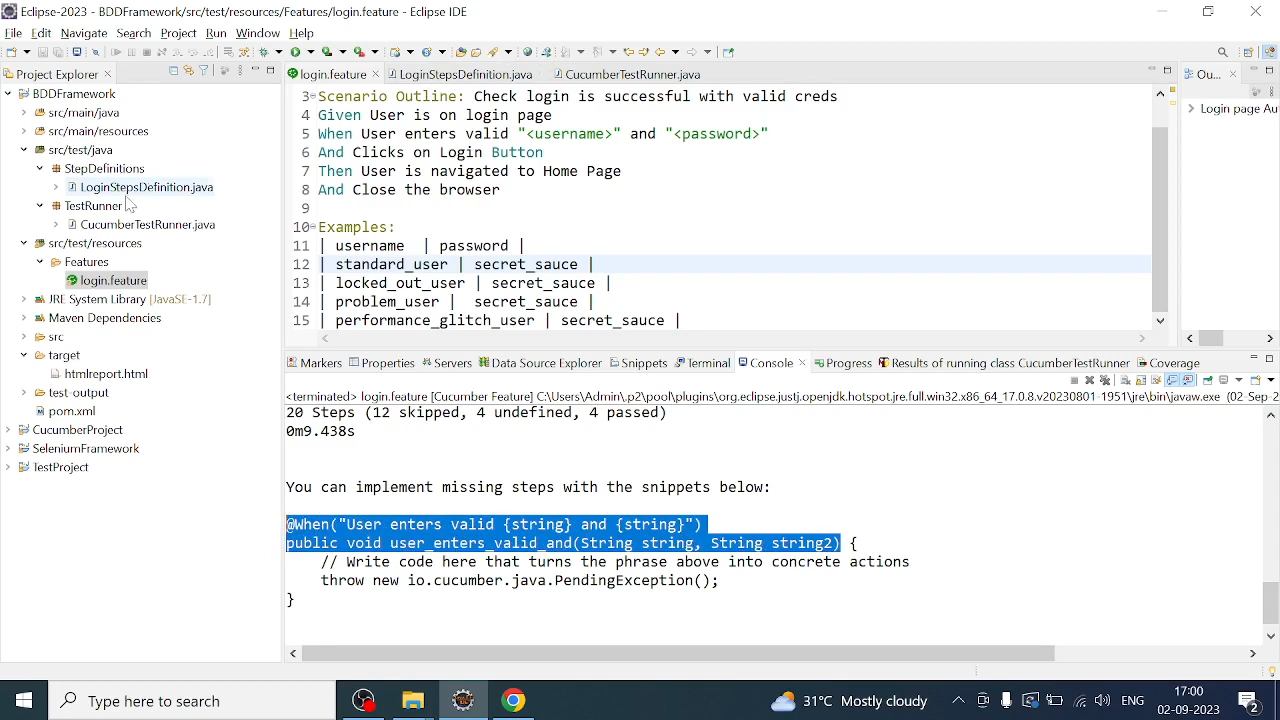 Eclipse-2023 - BDDFramework/src/test/resources/Features/login.feature - Eclipse IDE
File Edit Navigate Search Project Run Window Help
Project Explorer
BDDFramework
src/main/java
src/main/resources
src/test/java
StepDefinitions
LoginStepsDefinition.java
TestRunner
CucumberTestRunner.java
src/test/resources
Features
login.feature
JRE System Library [JavaSE-1.7]
Maven Dependencies
src
target
htmlreport.html
test-output
pom.xml
CucumberProject
SeleniumFramework
TestProject
login.feature LoginStepsDefinition.java CucumberTestRunner.java
3 Scenario Outline: Check login is successful with valid creds
4 Given User is on login page
5 When User enters valid "<username>" and "<password>"
6 And Clicks on Login Button
7 Then User is navigated to Home Page
8 And Close the browser
9
10 Examples:
11 | username | password |
12 | standard_user | secret_sauce |
13 | locked_out_user | secret_sauce |
14 | problem_user | secret_sauce |
15 | performance_glitch_user | secret_sauce |
Ou...
Login page Au
Markers Properties Servers Data Source Explorer Snippets Terminal Console Progress Results of running class CucumberTestRunner Coverage
<terminated> login.feature [Cucumber Feature] C:\Users\Admin\.p2\pool\plugins\org.eclipse.justj.openjdk.hotspot.jre.full.win32.x86_64_17.0.8.v20230801-1951\jre\bin\javaw.exe (02-Sep-2
20 Steps (12 skipped, 4 undefined, 4 passed)
0m9.438s
You can implement missing steps with the snippets below:
@When("User enters valid {string} and {string}")
public void user_enters_valid_and(String string, String string2) {
// Write code here that turns the phrase above into concrete actions
throw new io.cucumber.java.PendingException();
}
Type here to search
31°C Mostly cloudy
ENG
17:00
02-09-2023
2